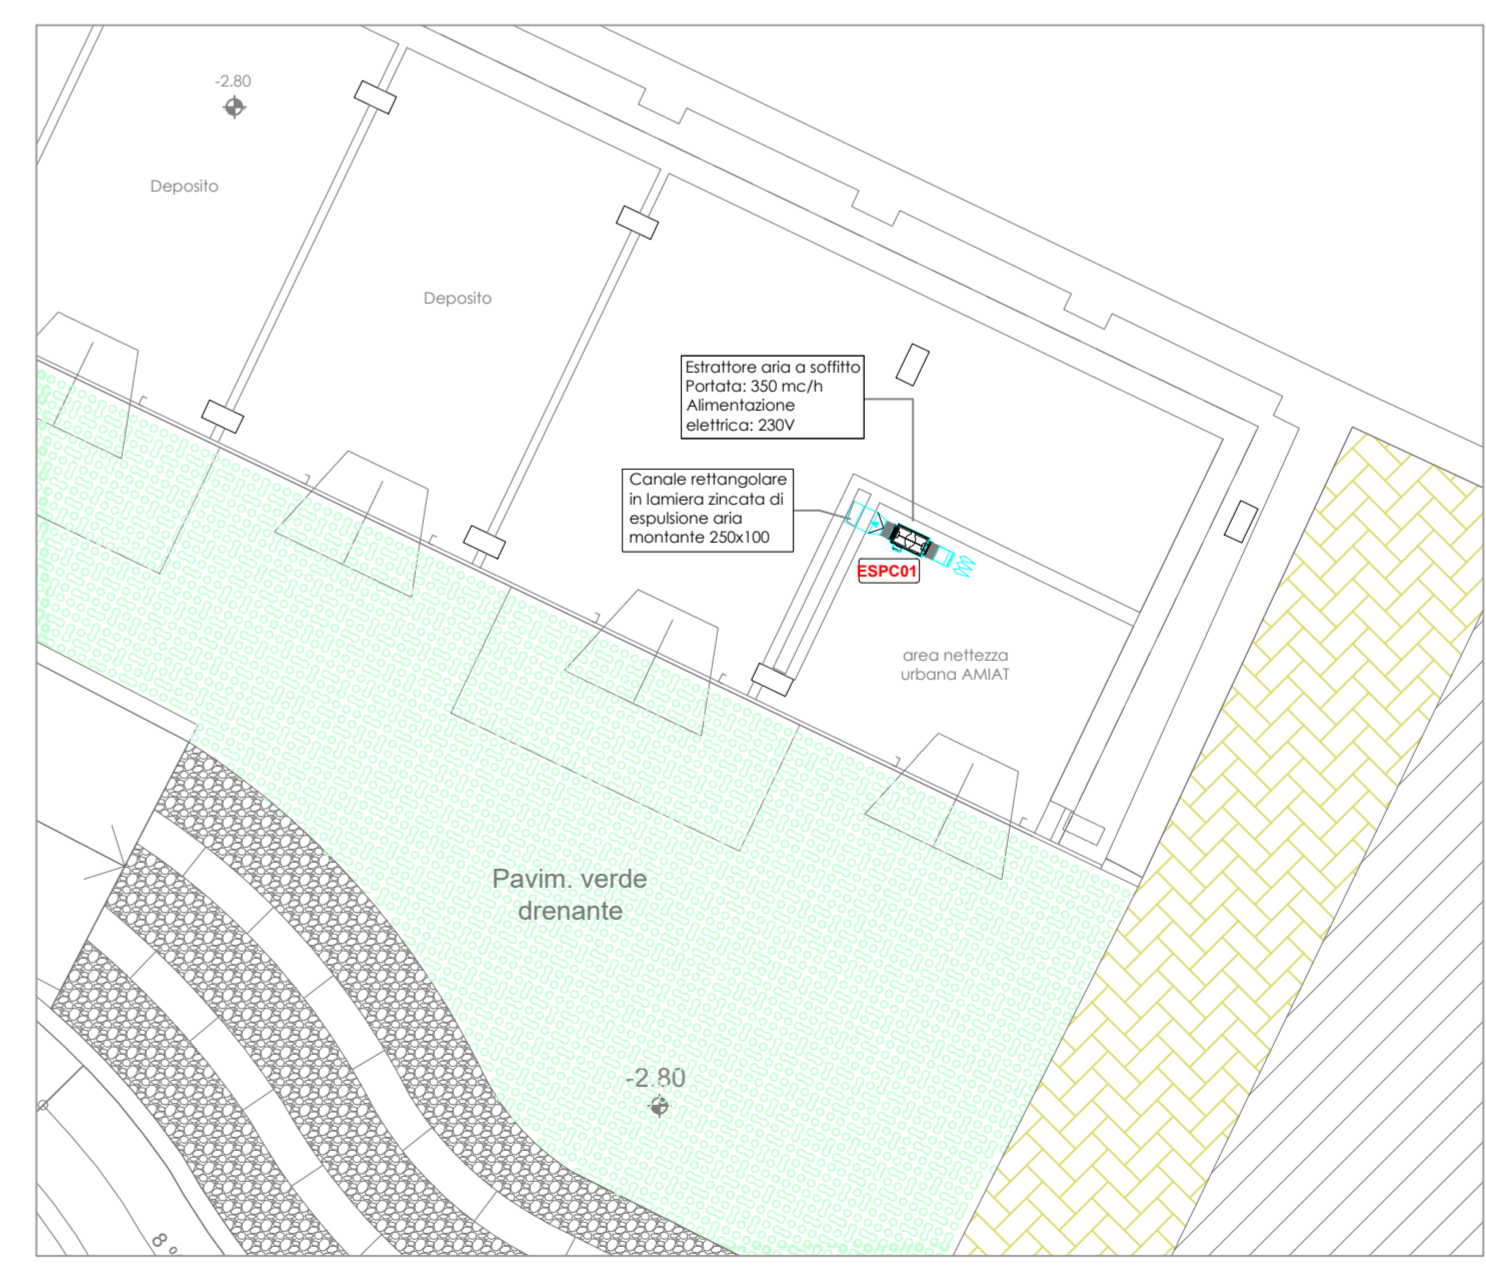 -2.80
Deposito
Deposito
Estrattore aria a soffitto
Portata: 350 mc/h
Alimentazione
elettrica: 230V
Canale rettangolare
in lamiera zincata di
espulsione aria
montante 250x100
ESPC01
area nettezza
urbana AMIAT
Pavim. verde
drenante
-2.80
8%